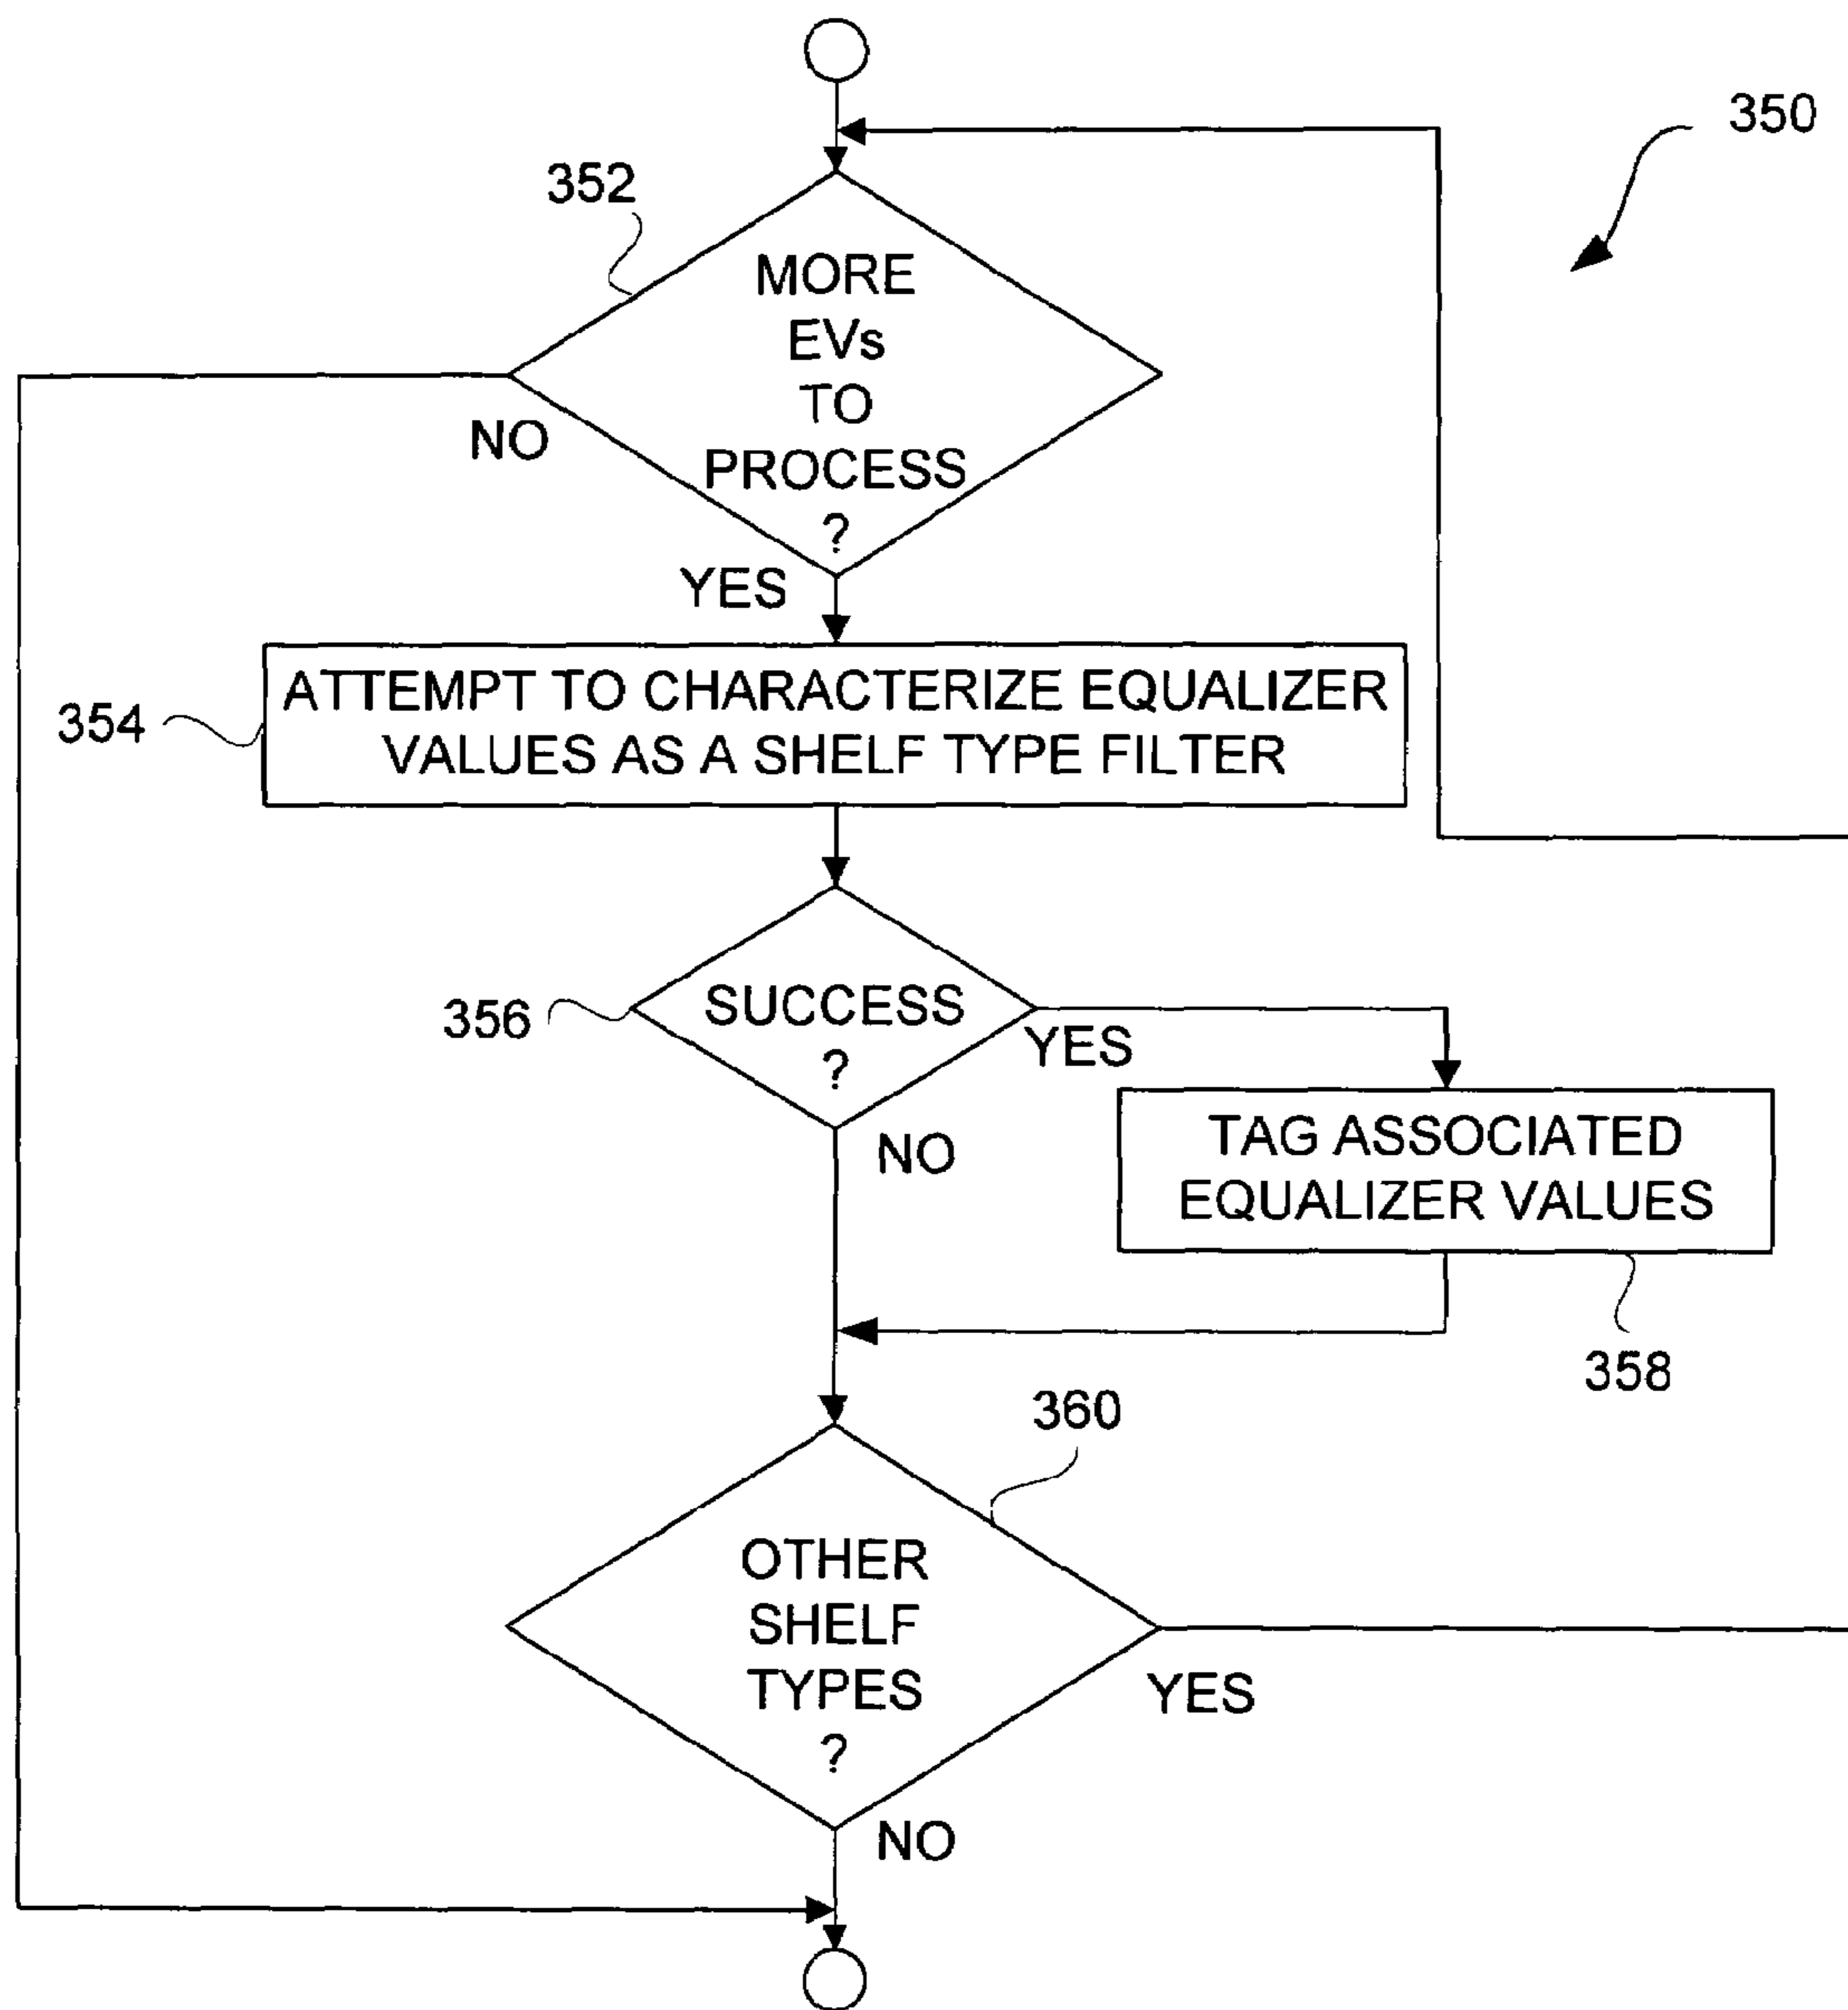 350
352
MORE
EVs
TO
PROCESS
?
NO
YES
354
ATTEMPT TO CHARACTERIZE EQUALIZER
VALUES AS A SHELF TYPE FILTER
356
SUCCESS
?
YES
NO
TAG ASSOCIATED
EQUALIZER VALUES
358
360
OTHER
SHELF
TYPES
?
YES
NO